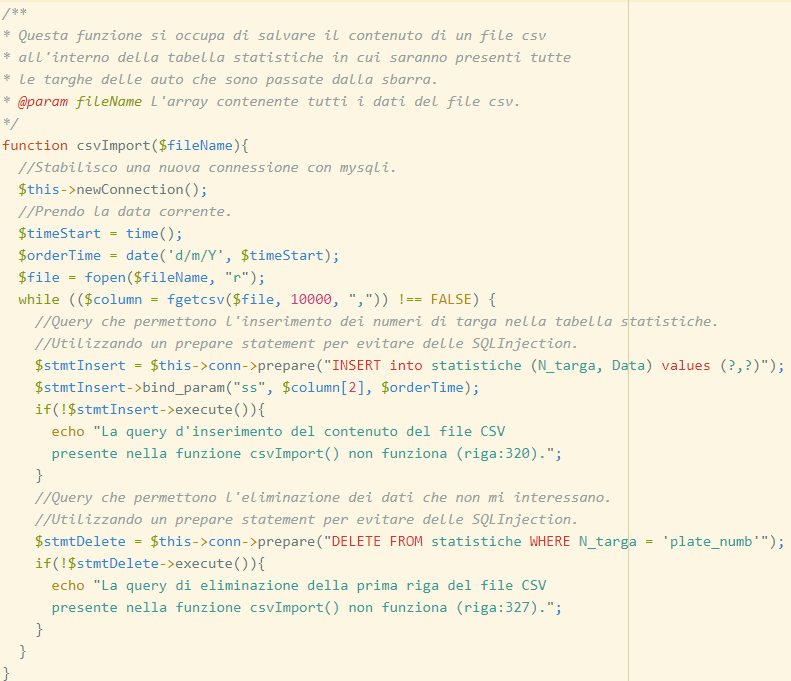 /**
* Questa funzione si occupa di salvare il contenuto di un file csv
* all'interno della tabella statistiche in cui saranno presenti tutte
* le targhe delle auto che sono passate dalla sbarra.
* @param fileName L'array contenente tutti i dati del file csv.
*/
function csvImport($fileName){
  //Stabilisco una nuova connessione con mysqli.
  $this->newConnection();
  //Prendo la data corrente.
  $timeStart = time();
  $orderTime = date('d/m/Y', $timeStart);
  $file = fopen($fileName, "r");
  while (($column = fgetcsv($file, 10000, ",")) !== FALSE) {
    //Query che permettono l'inserimento dei numeri di targa nella tabella statistiche.
    //Utilizzando un prepare statement per evitare delle SQLInjection.
    $stmtInsert = $this->conn->prepare("INSERT into statistiche (N_targa, Data) values (?,?)");
    $stmtInsert->bind_param("ss", $column[2], $orderTime);
    if(!$stmtInsert->execute()){
      echo "La query d'inserimento del contenuto del file CSV
      presente nella funzione csvImport() non funziona (riga:320).";
    }
    //Query che permettono l'eliminazione dei dati che non mi interessano.
    //Utilizzando un prepare statement per evitare delle SQLInjection.
    $stmtDelete = $this->conn->prepare("DELETE FROM statistiche WHERE N_targa = 'plate_numb'");
    if(!$stmtDelete->execute()){
      echo "La query di eliminazione della prima riga del file CSV
      presente nella funzione csvImport() non funziona (riga:327).";
    }
  }
}